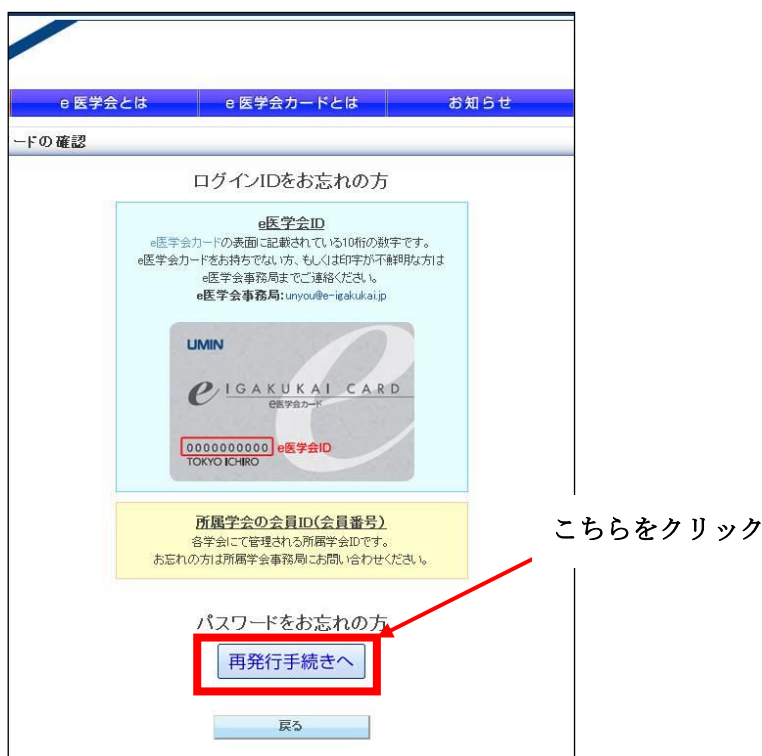 e医学会とは e医学会カードとは お知らせ
ードの確認
ログインIDをお忘れの方
e医学会ID
e医学会カードの表面に記載されている10桁の数字です。
e医学会カードをお持ちでない方、もしくは印字が不鮮明な方は
e医学会事務局までご連絡ください。
e医学会事務局:unyou@e-igakukai.jp
UMIN
e IGAKUKAI CARD
e医学会カード
0000000000 e医学会ID
TOKYO ICHIRO
所属学会の会員ID(会員番号)
各学会にて管理される所属学会IDです。
お忘れの方は所属学会事務局にお問い合わせください。
こちらをクリック
パスワードをお忘れの方
再発行手続きへ
戻る